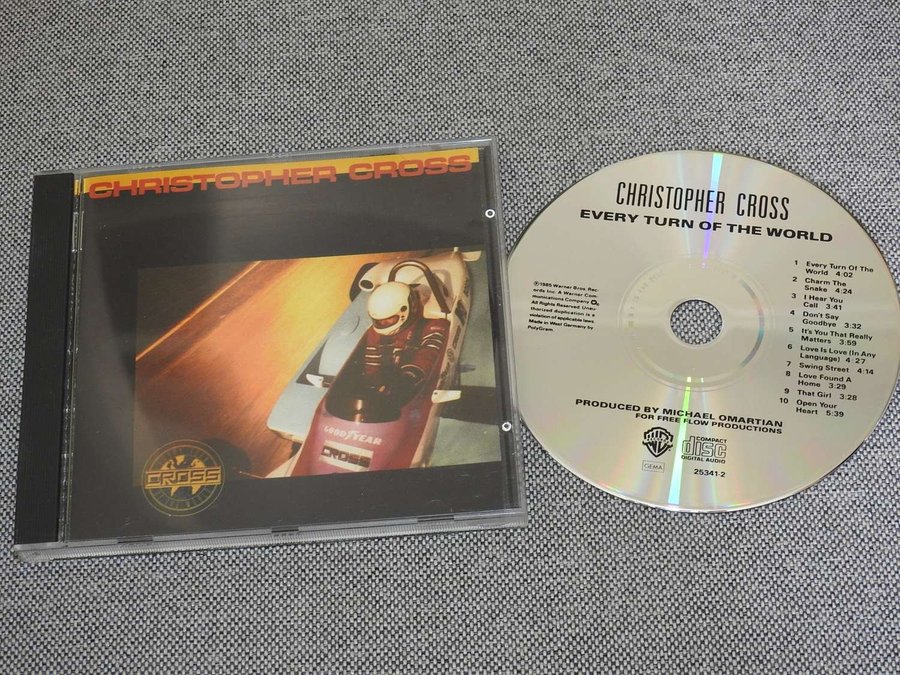 CHRISTOPHER CROSS
GOODYEAR
CROSS
CROSS
CHRISTOPHER CROSS
EVERY TURN OF THE WORLD
1 Every Turn Of The
World 4:02
2 Charm The
Snake 4:24
3 I Hear You
Call 3:41
4 Don't Say
Goodbye 3:32
5 It's You That Really
Matters 3:59
6 Love Is Love (In Any
Language) 4:27
7 Swing Street 4:14
8 Love Found A
Home 3:29
9 That Girl 3:28
10 Open Your
Heart 5:39
℗1985 Warner Bros. Rec-
ords Inc. A Warner Com-
munications Company
All Rights Reserved. Unau-
thorized duplication is a
violation of applicable laws.
Made in West Germany by
PolyGram.
PRODUCED BY MICHAEL OMARTIAN
FOR FREE FLOW PRODUCTIONS
GEMA
COMPACT
disc
DIGITAL AUDIO
25341-2